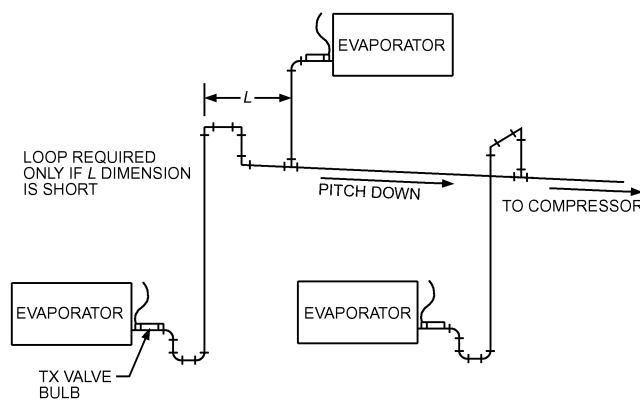 EVAPORATOR
L
LOOP REQUIRED
ONLY IF L DIMENSION
IS SHORT
PITCH DOWN
TO COMPRESSOR
EVAPORATOR
EVAPORATOR
TX VALVE
BULB